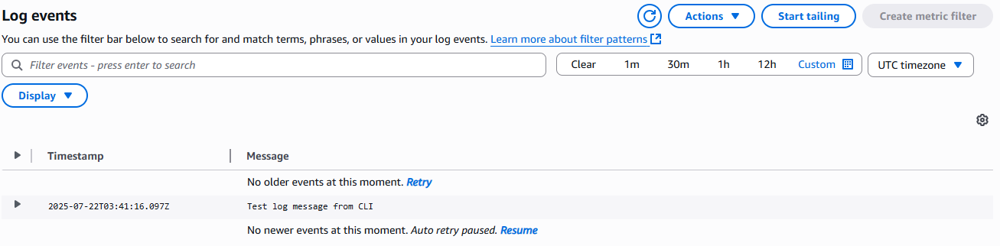 Log events
Actions
Start tailing
Create metric filter
You can use the filter bar below to search for and match terms, phrases, or values in your log events. Learn more about filter patterns
Filter events - press enter to search
Clear 1m 30m 1h 12h Custom
UTC timezone
Display
Timestamp Message
No older events at this moment. Retry
2025-07-22T03:41:16.097Z Test log message from CLI
No newer events at this moment. Auto retry paused. Resume